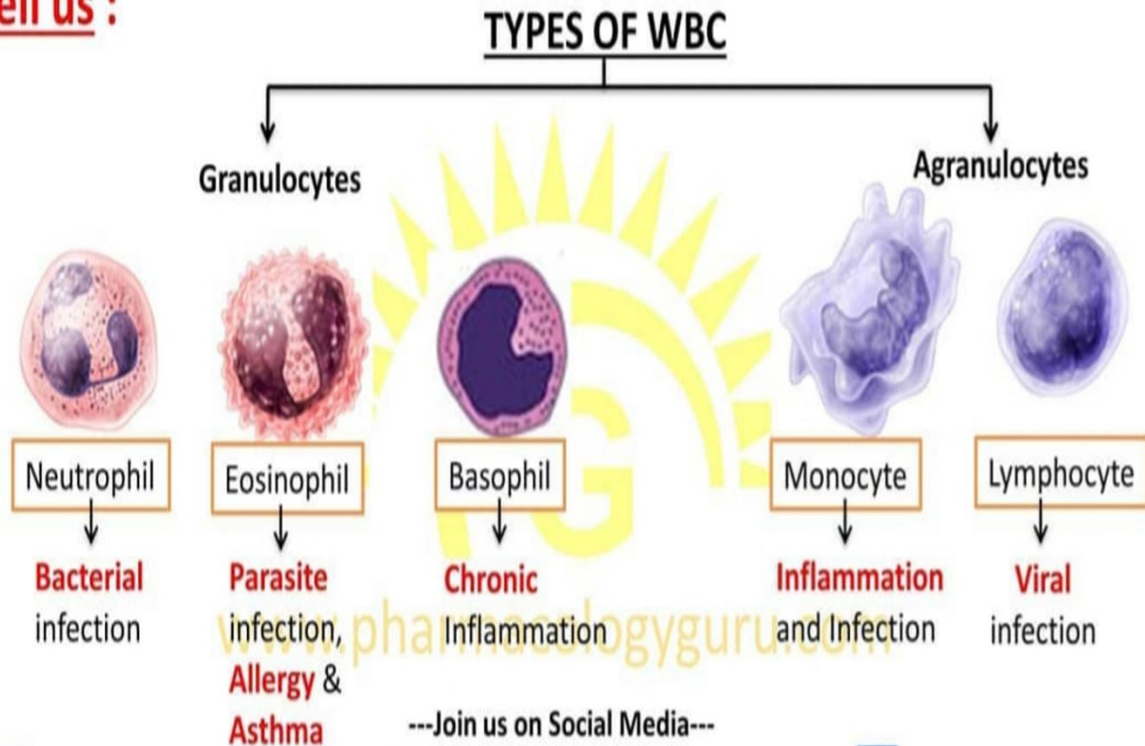 ell us :
TYPES OF WBC
Granulocytes
Agranulocytes
Neutrophil
Eosinophil
Basophil
Monocyte
Lymphocyte
Bacterial
infection
Parasite
infection,
Allergy &
Asthma
Chronic
Inflammation
Inflammation
and Infection
Viral
infection
G
www.pharmacologyguru.com
---Join us on Social Media---